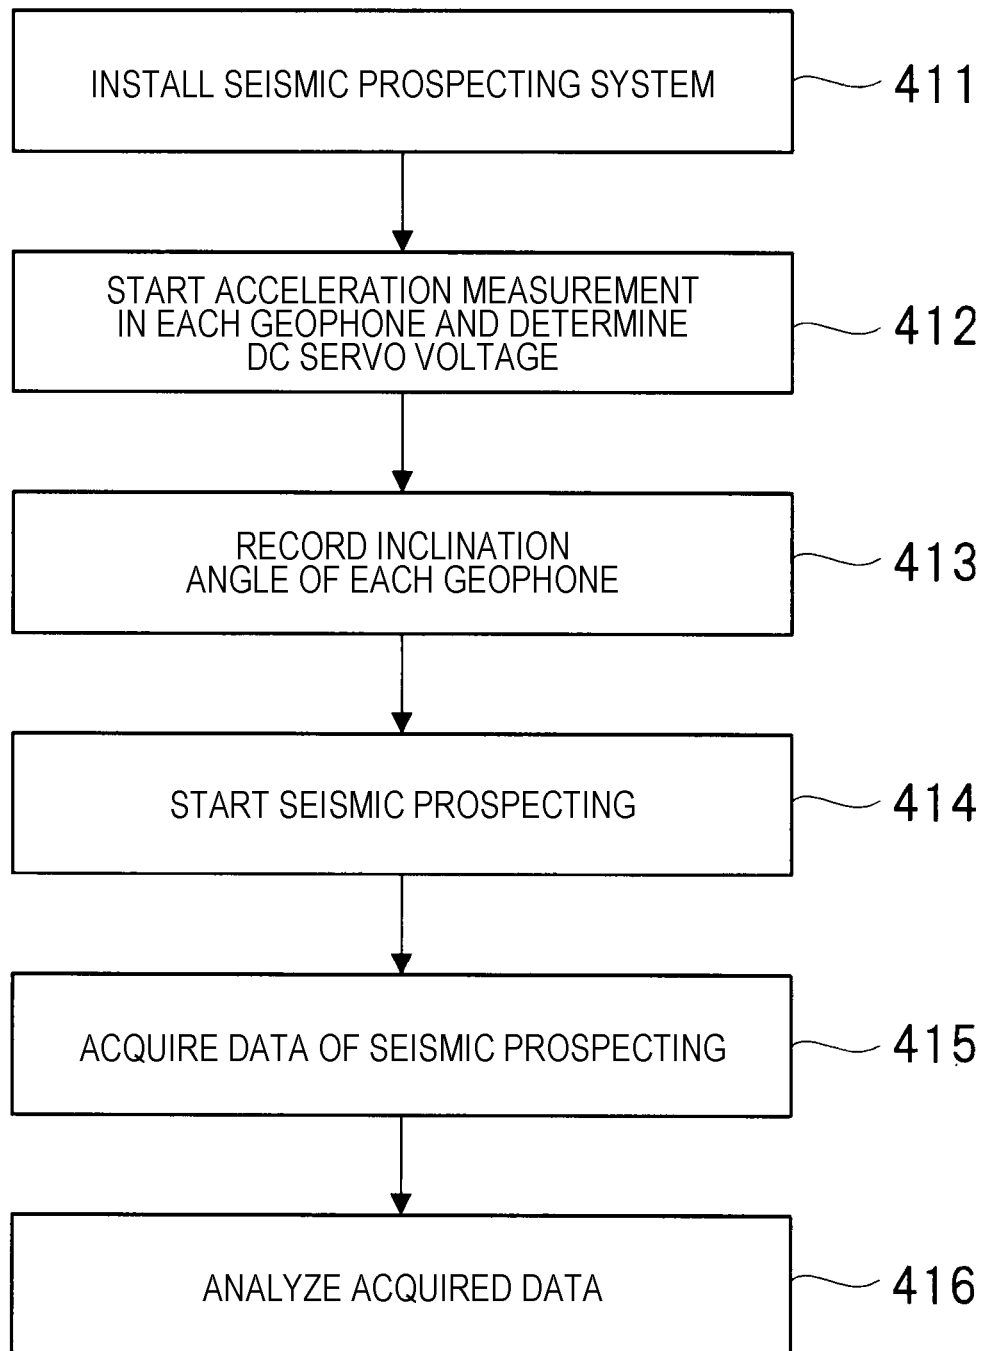 INSTALL SEISMIC PROSPECTING SYSTEM
411
START ACCELERATION MEASUREMENT
IN EACH GEOPHONE AND DETERMINE
DC SERVO VOLTAGE
412
RECORD INCLINATION
ANGLE OF EACH GEOPHONE
413
START SEISMIC PROSPECTING
414
ACQUIRE DATA OF SEISMIC PROSPECTING
415
ANALYZE ACQUIRED DATA
416